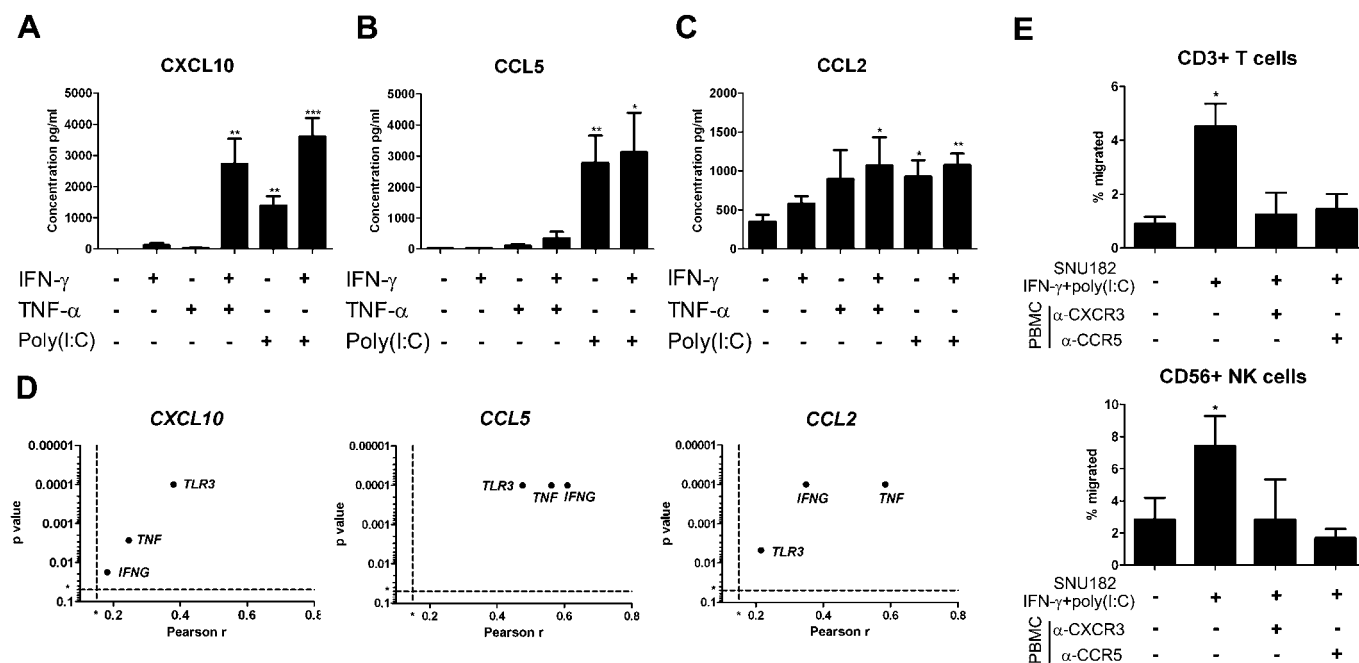 A
CXCL10
Concentration pg/ml
5000
4000
3000
2000
1000
0
** ** ***
IFN-γ - + - + - +
TNF-α - - + + - -
Poly(I:C) - - - - + +
B
CCL5
Concentration pg/ml
5000
4000
3000
2000
1000
0
** *
IFN-γ - + - + - +
TNF-α - - + + - -
Poly(I:C) - - - - + +
C
CCL2
Concentration pg/ml
2000
1500
1000
500
0
* * **
IFN-γ - + - + - +
TNF-α - - + + - -
Poly(I:C) - - - - + +
D
CXCL10
p value
0.00001
0.0001
0.001
0.01
*
0.1
TLR3
TNF
IFNG
* 0.2 0.4 0.6 0.8
Pearson r
CCL5
p value
0.00001
0.0001
0.001
0.01
*
0.1
TLR3 TNF IFNG
0.2 * 0.4 0.6 0.8
Pearson r
CCL2
p value
0.00001
0.0001
0.001
0.01
*
0.1
IFNG TNF
TLR3
* 0.2 0.4 0.6 0.8
Pearson r
E
CD3+ T cells
% migrated
6
4
2
0
*
SNU182
IFN-γ+poly(I:C) - + + +
PBMC
α-CXCR3 - - + -
α-CCR5 - - - +
CD56+ NK cells
% migrated
10
8
6
4
2
0
*
SNU182
IFN-γ+poly(I:C) - + + +
PBMC
α-CXCR3 - - + -
α-CCR5 - - - +